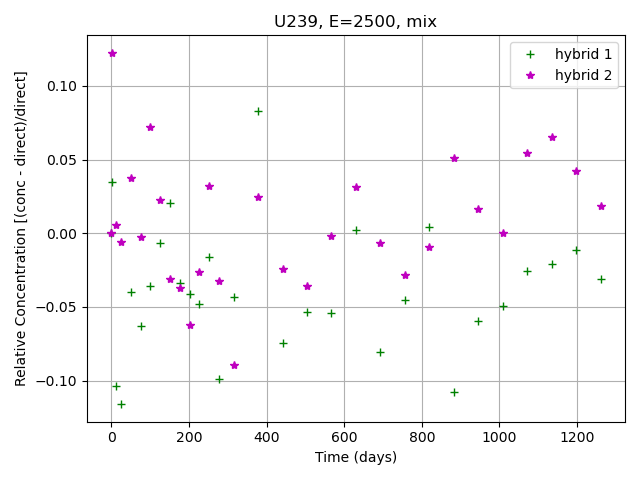 U239, E=2500, mix
hybrid 1
hybrid 2
Relative Concentration [(conc - direct)/direct]
0.10
0.05
0.00
−0.05
−0.10
0 200 400 600 800 1000 1200
Time (days)